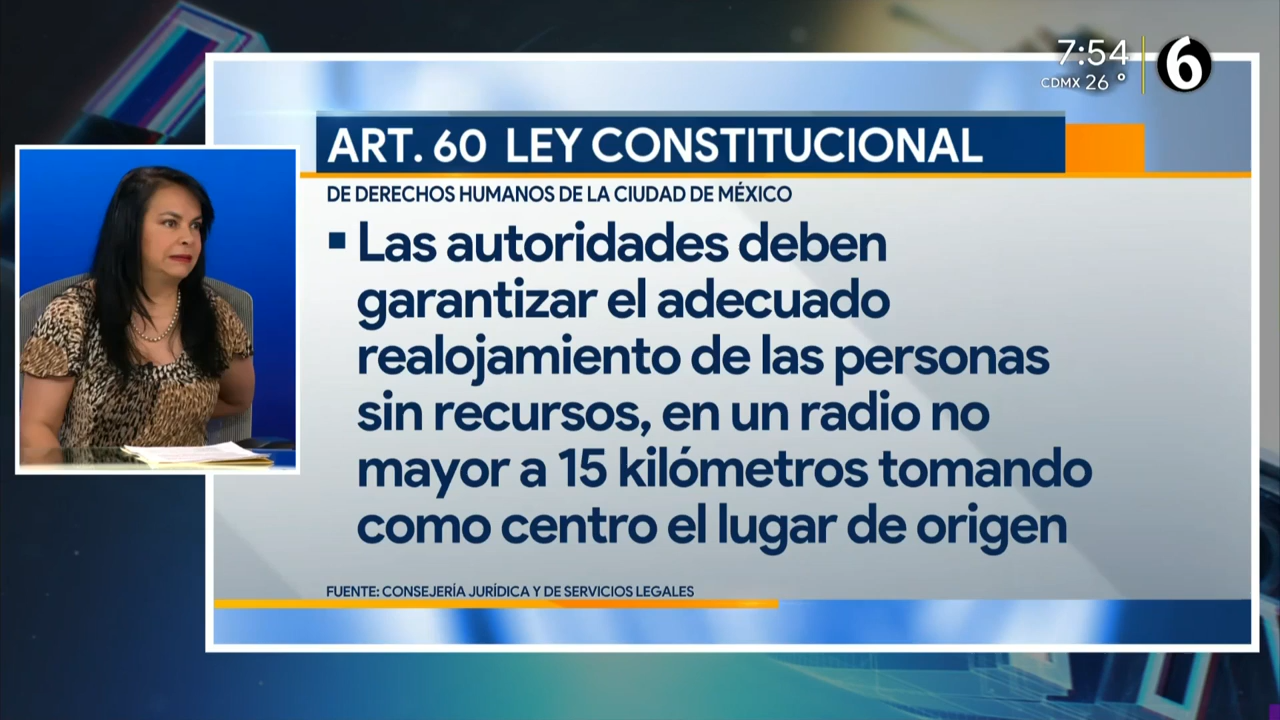 7:54
CDMX 26 °
6
ART. 60 LEY CONSTITUCIONAL
DE DERECHOS HUMANOS DE LA CIUDAD DE MÉXICO
▪ Las autoridades deben
garantizar el adecuado
realojamiento de las personas
sin recursos, en un radio no
mayor a 15 kilómetros tomando
como centro el lugar de origen
FUENTE: CONSEJERÍA JURÍDICA Y DE SERVICIOS LEGALES